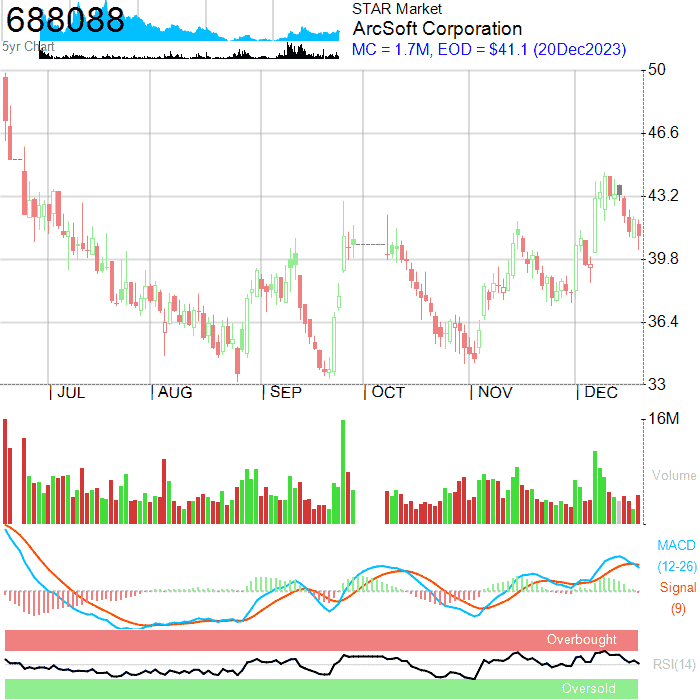 688088
STAR Market
ArcSoft Corporation
5yr Chart
MC = 1.7M, EOD = $41.1 (20Dec2023)
50
46.6
43.2
39.8
36.4
33
JUL
AUG
SEP
OCT
NOV
DEC
16M
Volume
MACD
(12-26)
Signal
(9)
Overbought
RSI(14)
Oversold